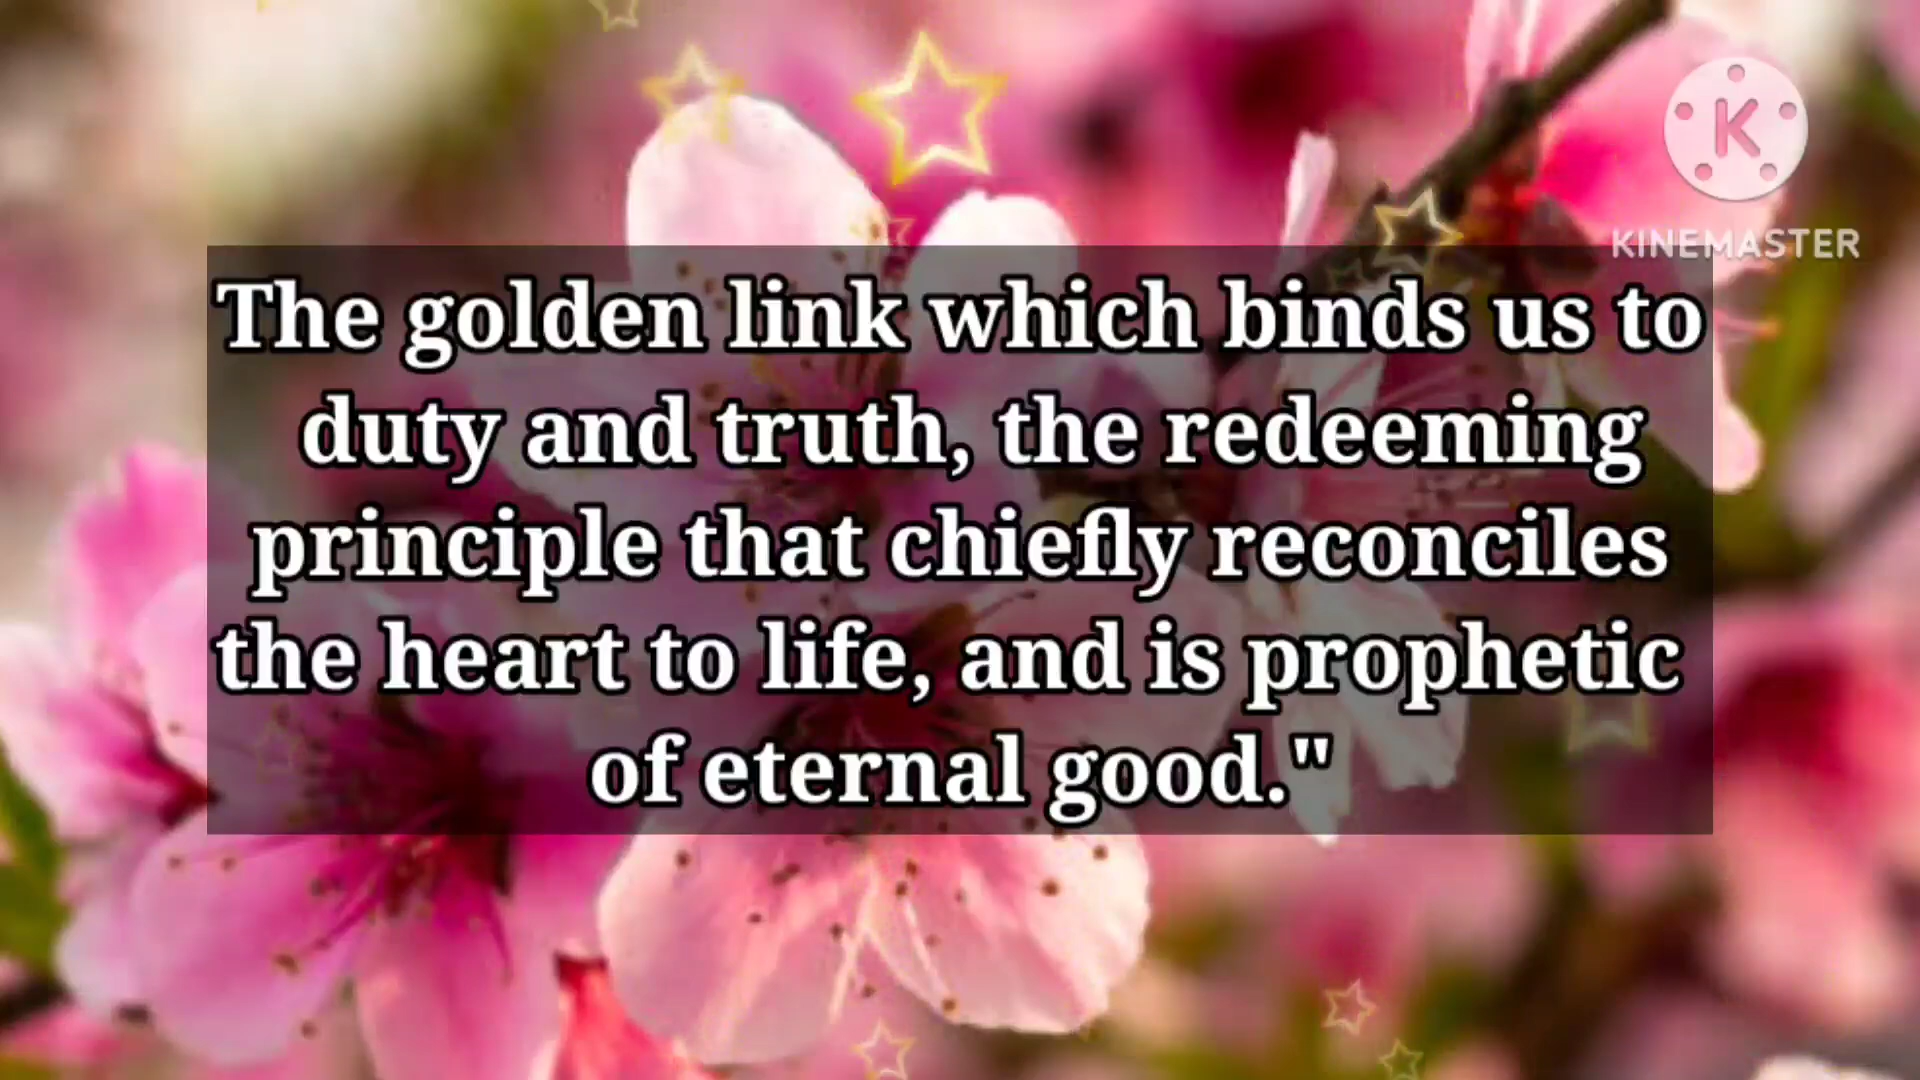 K
KINEMASTER
The golden link which binds us to
duty and truth, the redeeming
principle that chiefly reconciles
the heart to life, and is prophetic
of eternal good."